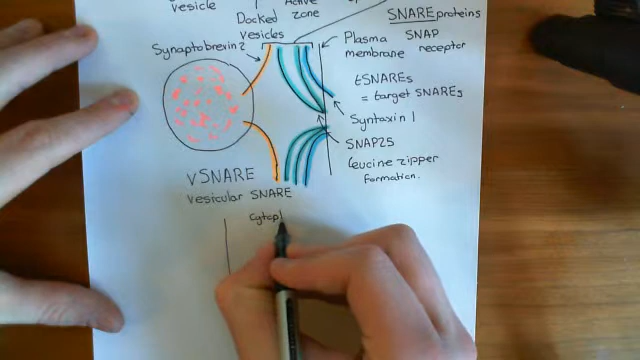 vesicle
Active
zone
Docked
vesicles
SNARE proteins
Synaptobrevin 2
Plasma SNAP
membrane receptor
tSNAREs
= target SNAREs
Syntaxin 1
SNAP25
Leucine zipper
formation.
vSNARE
vesicular SNARE
Cytopl